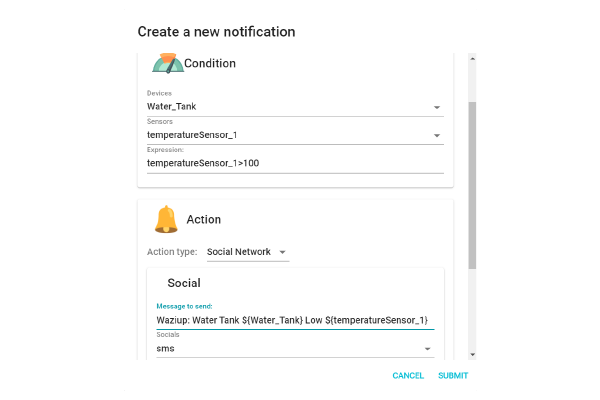 Create a new notification
Condition
Devices
Water_Tank
Sensors
temperatureSensor_1
Expression:
temperatureSensor_1>100
Action
Action type: Social Network
Social
Message to send:
Waziup: Water Tank ${Water_Tank} Low ${temperatureSensor_1}
Socials
sms
CANCEL SUBMIT